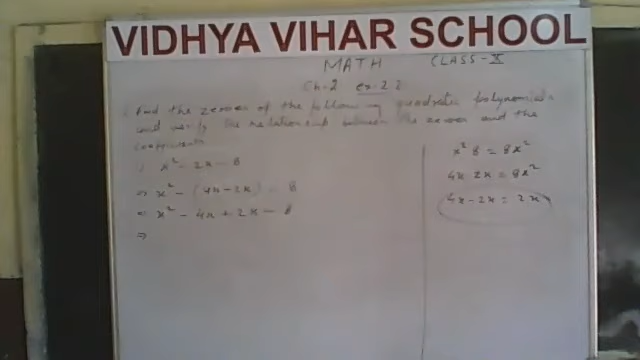 VIDHYA VIHAR SCHOOL
MATH CLASS-X
Ch-2 ex-2.2
Find the zeroes of the following quadratic polynomials
and verify the relationship between the zeroes and the
coefficients
x² - 2x - 8
⇒ x² - (4x - 2x) - 8
⇒ x² - 4x + 2x - 8
⇒
x² 8 = 8x²
4x 2x = 8x²
4x - 2x = 2x